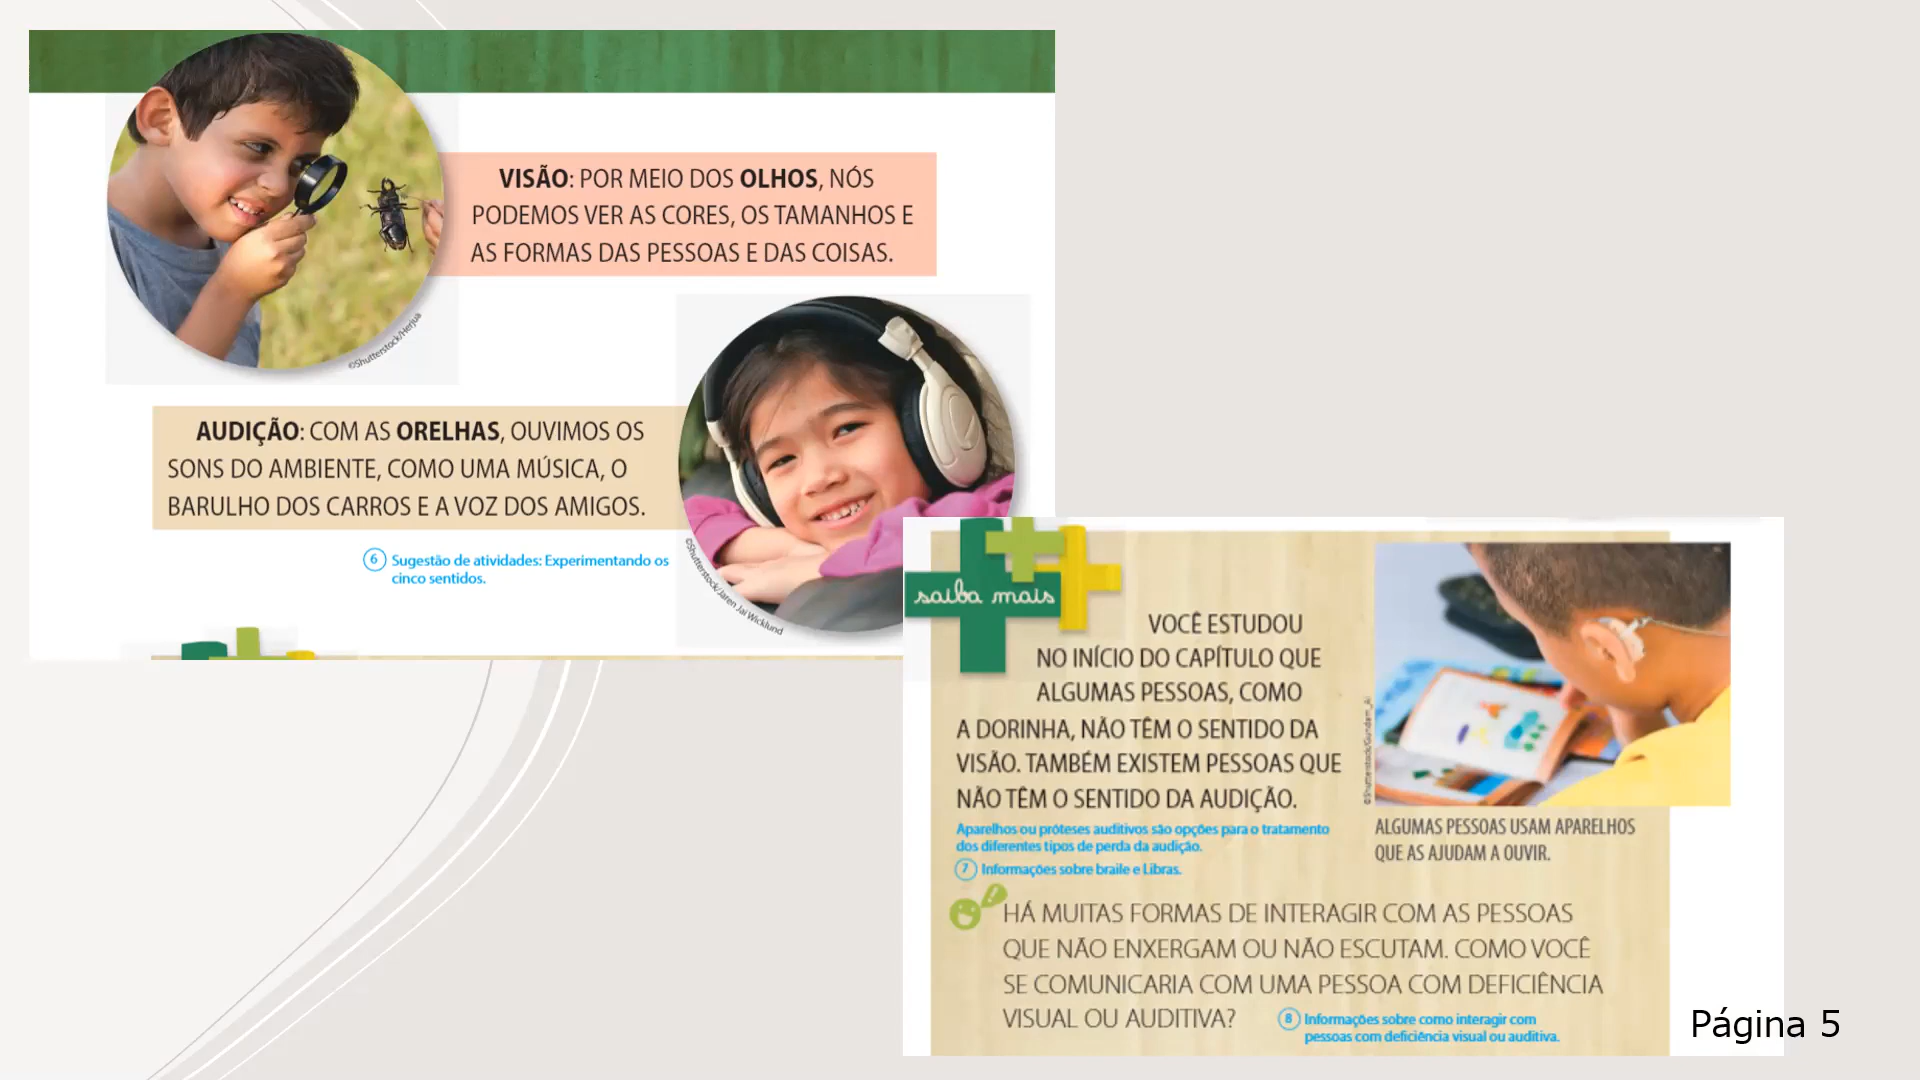 VISÃO: POR MEIO DOS OLHOS, NÓS
PODEMOS VER AS CORES, OS TAMANHOS E
AS FORMAS DAS PESSOAS E DAS COISAS.
©Shutterstock/Herjua
AUDIÇÃO: COM AS ORELHAS, OUVIMOS OS
SONS DO AMBIENTE, COMO UMA MÚSICA, O
BARULHO DOS CARROS E A VOZ DOS AMIGOS.
6 Sugestão de atividades: Experimentando os
cinco sentidos.
©Shutterstock/Jaren Jai Wicklund
saiba mais
VOCÊ ESTUDOU
NO INÍCIO DO CAPÍTULO QUE
ALGUMAS PESSOAS, COMO
A DORINHA, NÃO TÊM O SENTIDO DA
VISÃO. TAMBÉM EXISTEM PESSOAS QUE
NÃO TÊM O SENTIDO DA AUDIÇÃO.
Aparelhos ou próteses auditivos são opções para o tratamento
dos diferentes tipos de perda da audição.
7 Informações sobre braile e Libras.
©Shutterstock/Gundam_Ai
ALGUMAS PESSOAS USAM APARELHOS
QUE AS AJUDAM A OUVIR.
HÁ MUITAS FORMAS DE INTERAGIR COM AS PESSOAS
QUE NÃO ENXERGAM OU NÃO ESCUTAM. COMO VOCÊ
SE COMUNICARIA COM UMA PESSOA COM DEFICIÊNCIA
VISUAL OU AUDITIVA?
8 Informações sobre como interagir com
pessoas com deficiência visual ou auditiva.
Página 5